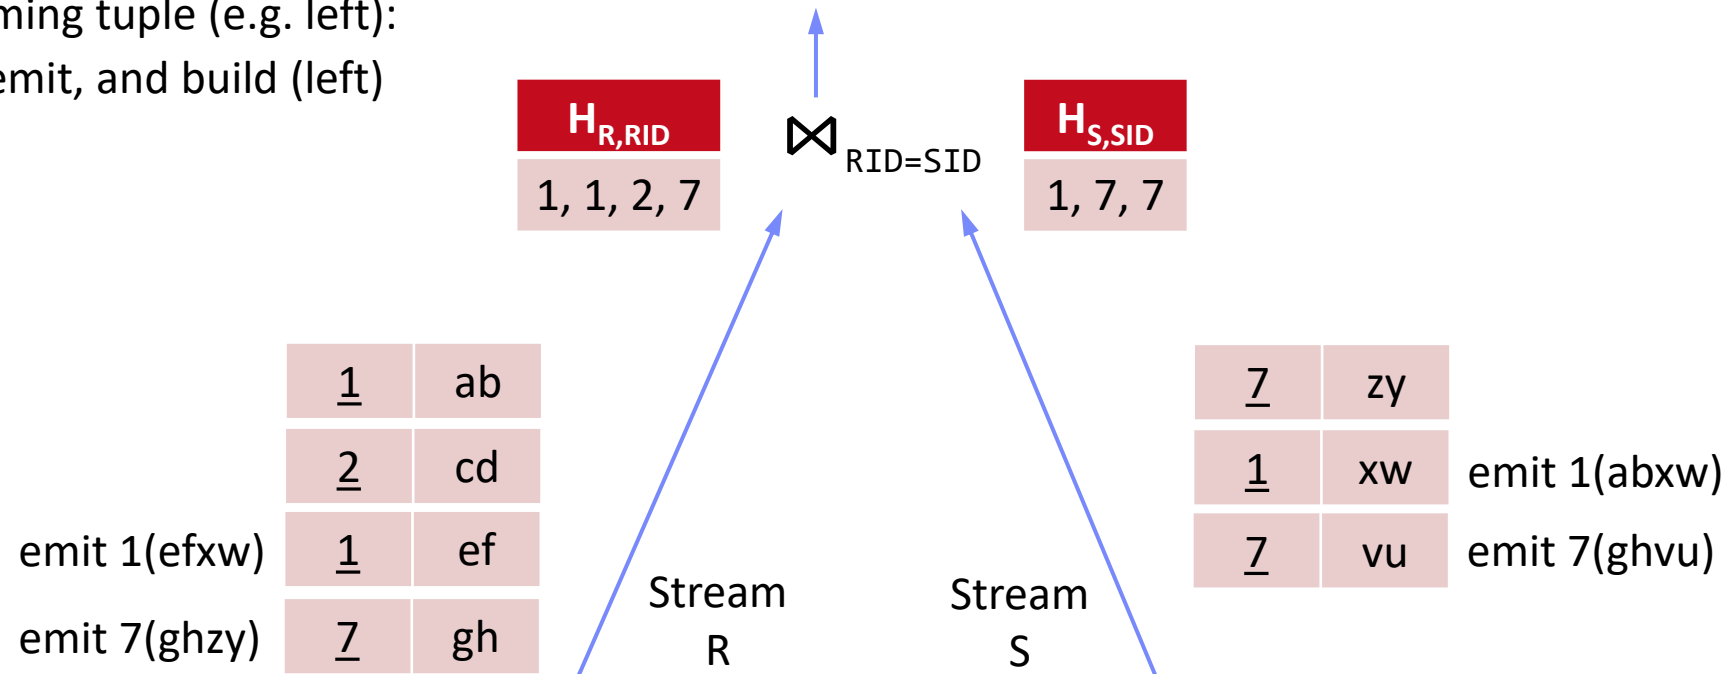 ming tuple (e.g. left):
emit, and build (left)
H_R,RID
1, 1, 2, 7
⋈ RID=SID
H_S,SID
1, 7, 7
1 ab
2 cd
emit 1(efxw) 1 ef
emit 7(ghzy) 7 gh
Stream
R
Stream
S
7 zy
1 xw emit 1(abxw)
7 vu emit 7(ghvu)